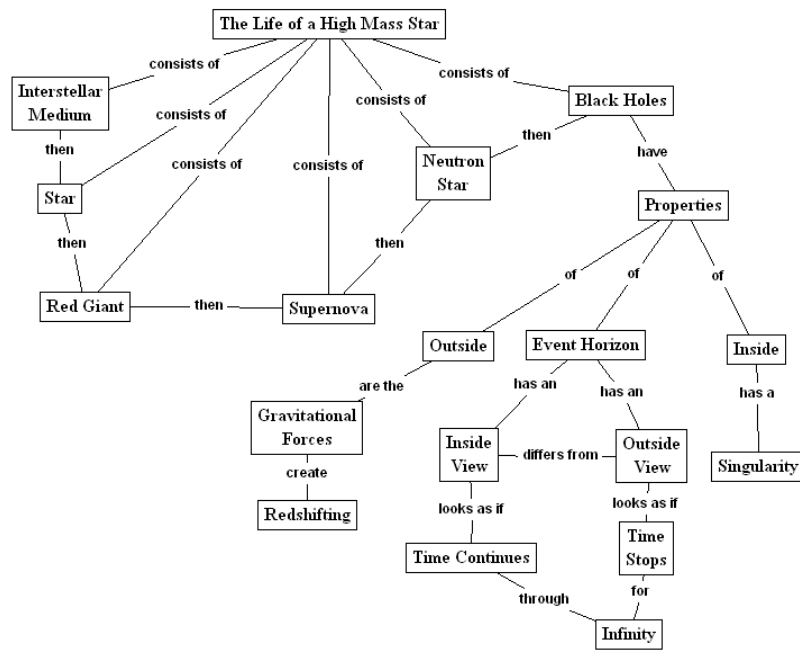 The Life of a High Mass Star
consists of
consists of
Interstellar
Medium
Black Holes
consists of
consists of
then
then
have
consists of
consists of
Neutron
Star
Star
Properties
then
then
of
of
of
Red Giant
then
Supernova
Outside
Event Horizon
Inside
are the
has an
has an
has a
Gravitational
Forces
Inside
View
differs from
Outside
View
Singularity
create
looks as if
looks as if
Redshifting
Time Continues
Time
Stops
through
for
Infinity